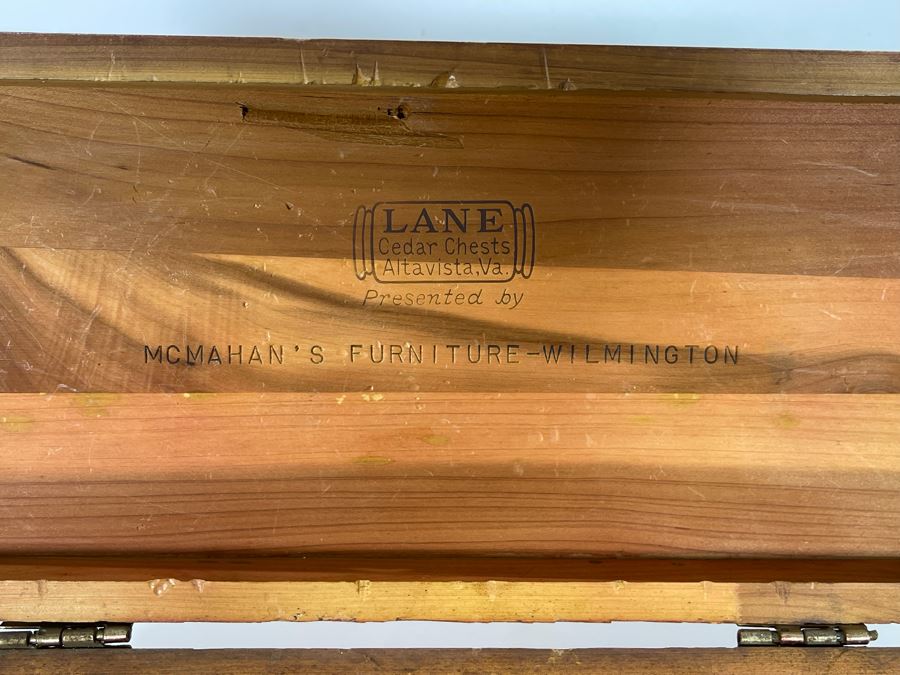 LANE
Cedar Chests
Altavista,Va.
Presented by
MCMAHAN'S FURNITURE-WILMINGTON